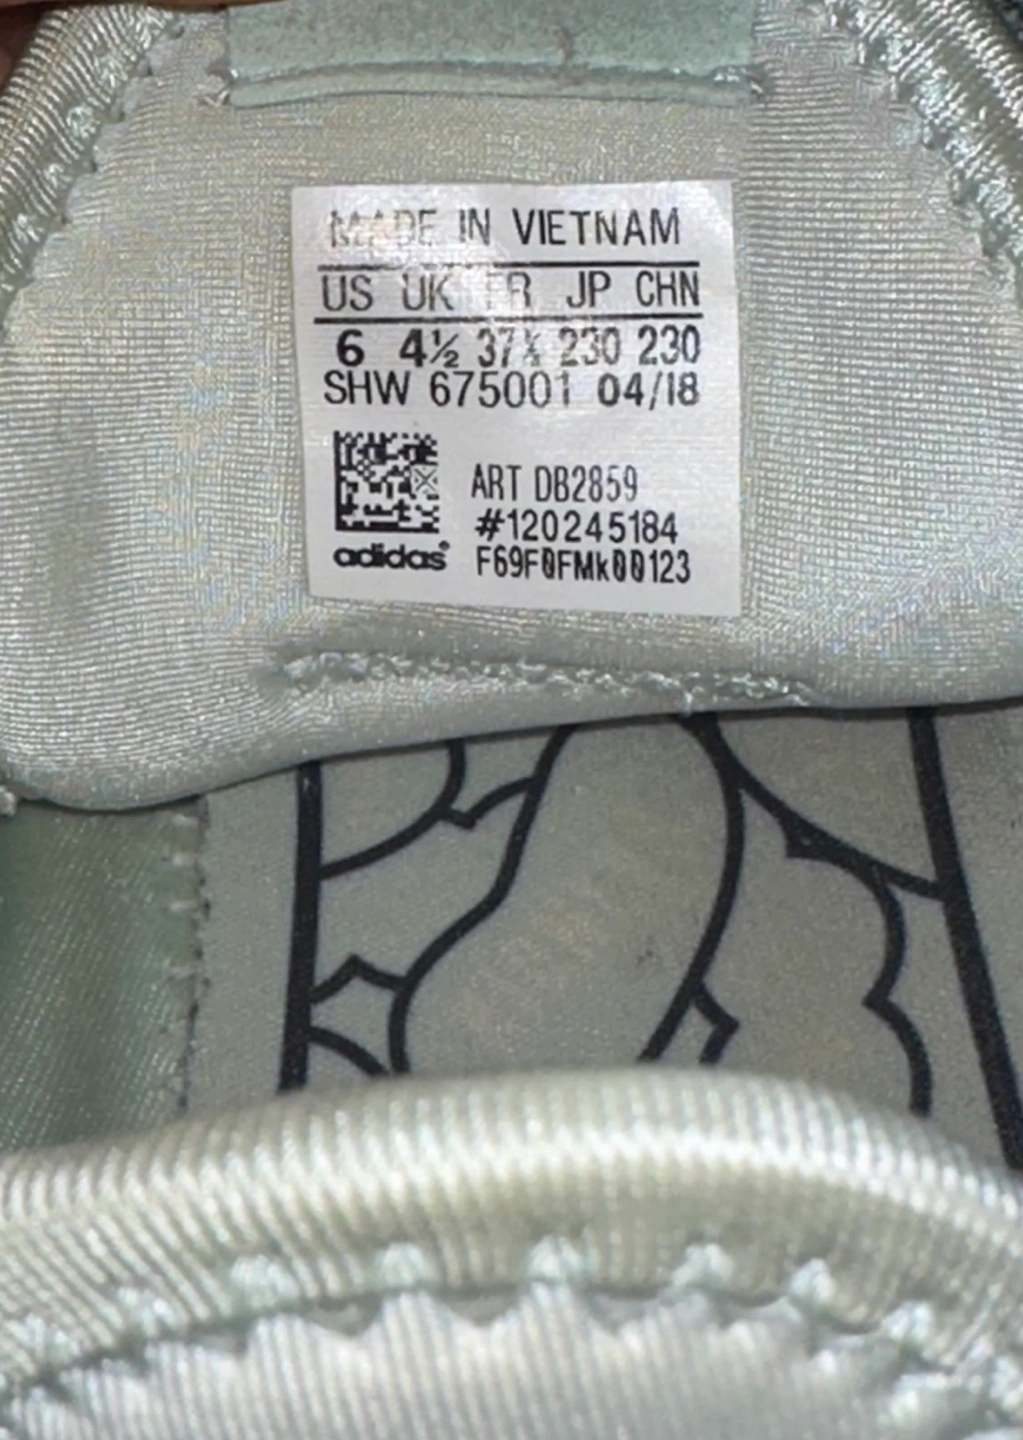 MADE IN VIETNAM
US UK FR JP CHN
6 4½ 37⅓ 230 230
SHW 675001 04/18
ART DB2859
#120245184
adidas® F69F0FMk00123